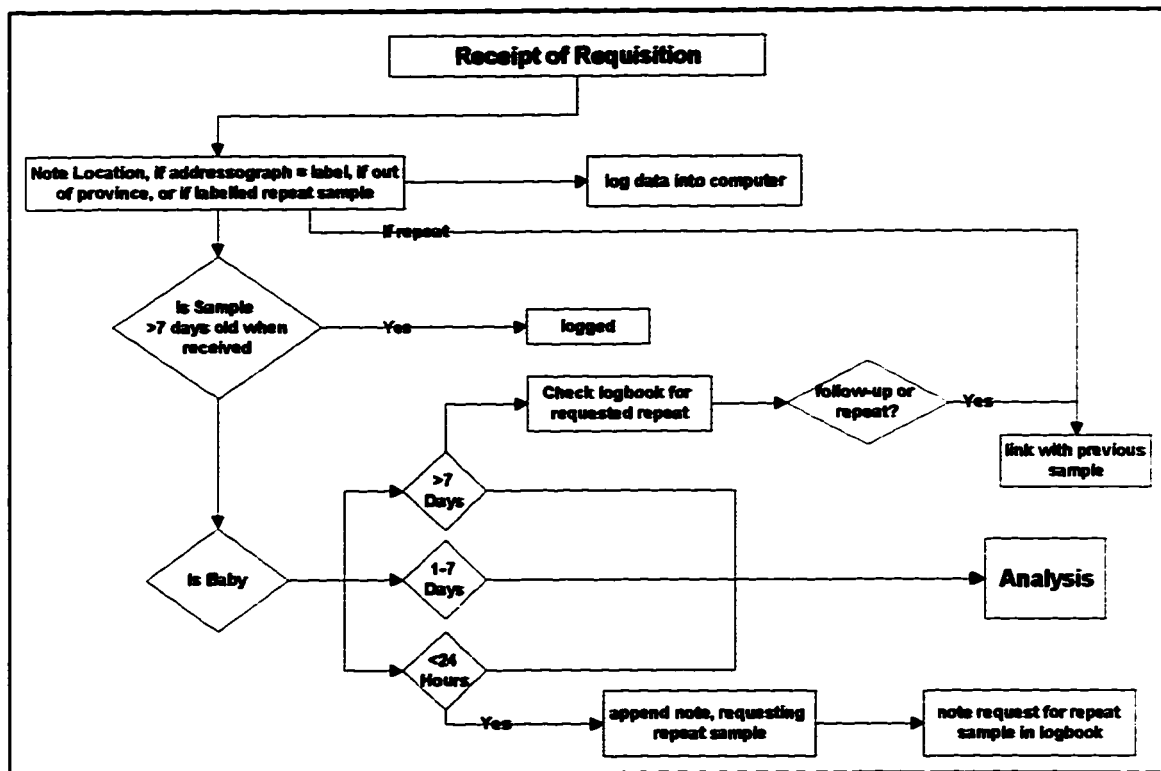 Receipt of Requisition
Note Location, if addressograph = label, if out
of province, or if labelled repeat sample
log data into computer
If repeat
Is Sample
>7 days old when
received
Yes
logged
Check logbook for
requested repeat
follow-up or
repeat?
Yes
link with previous
sample
>7
Days
Is Baby
1-7
Days
Analysis
<24
Hours
Yes
append note, requesting
repeat sample
note request for repeat
sample in logbook